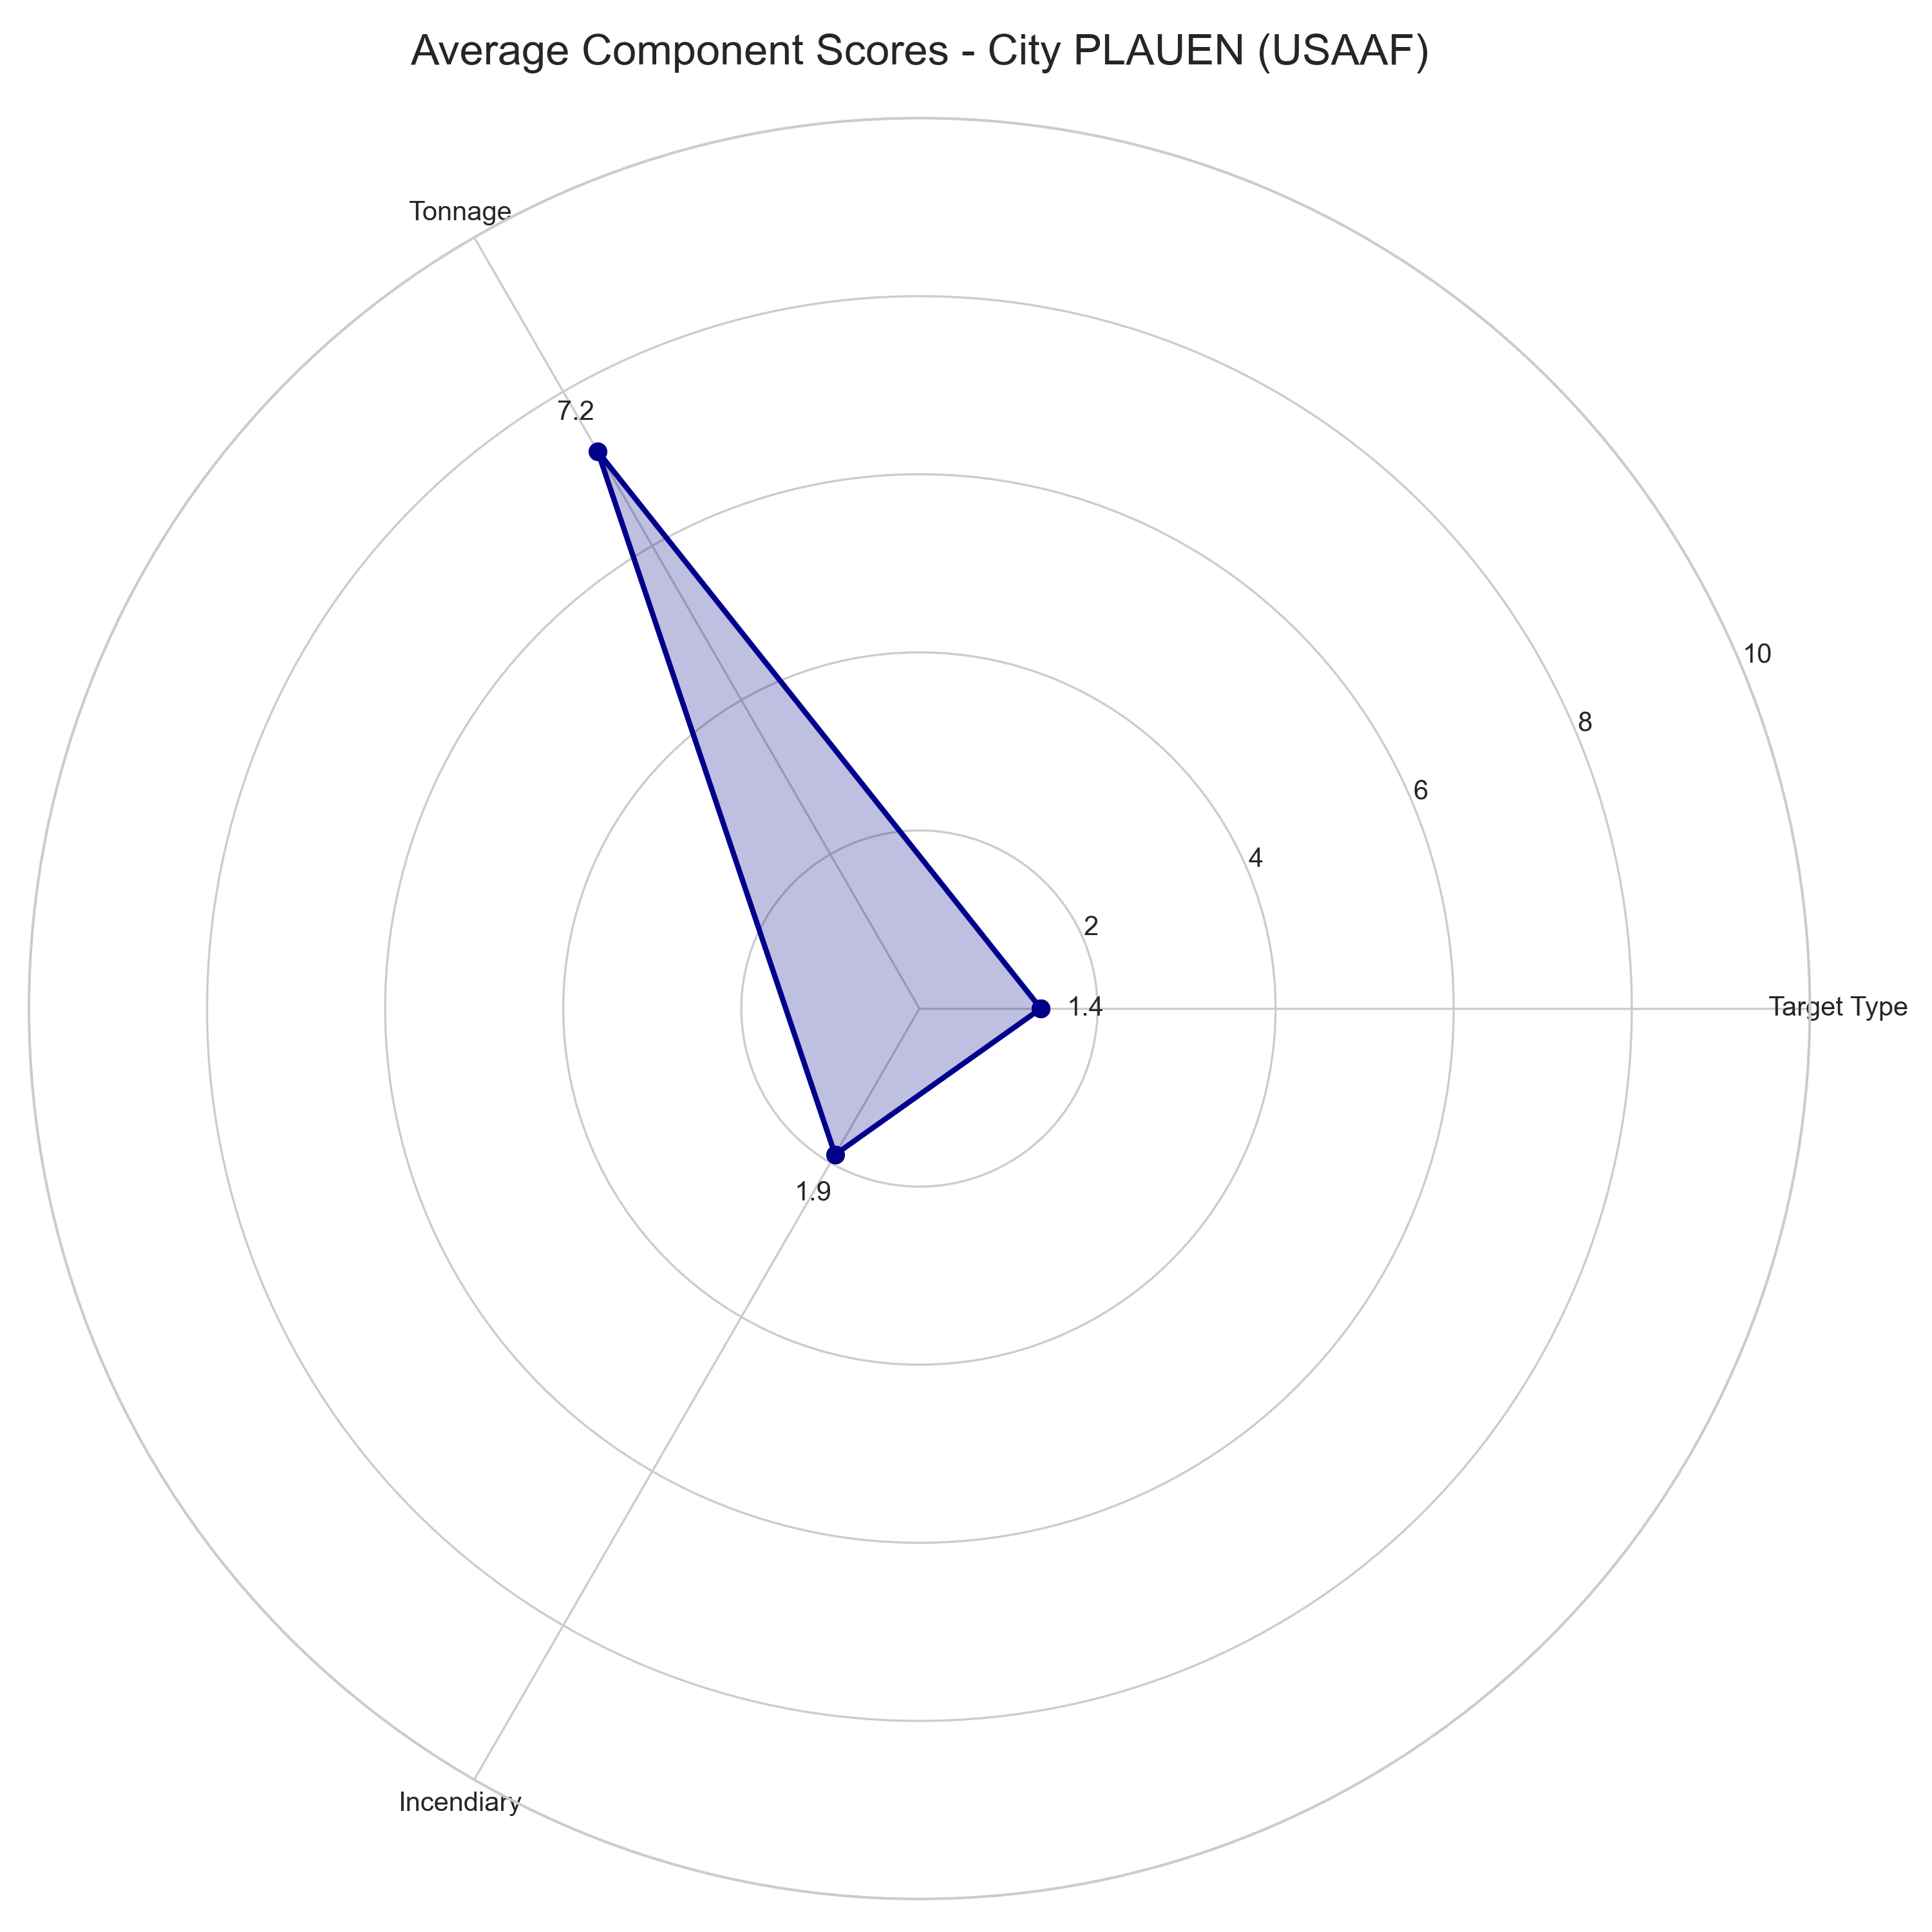 Average Component Scores - City PLAUEN (USAAF)
Tonnage
7.2
10
8
6
4
2
1.4
Target Type
1.9
Incendiary